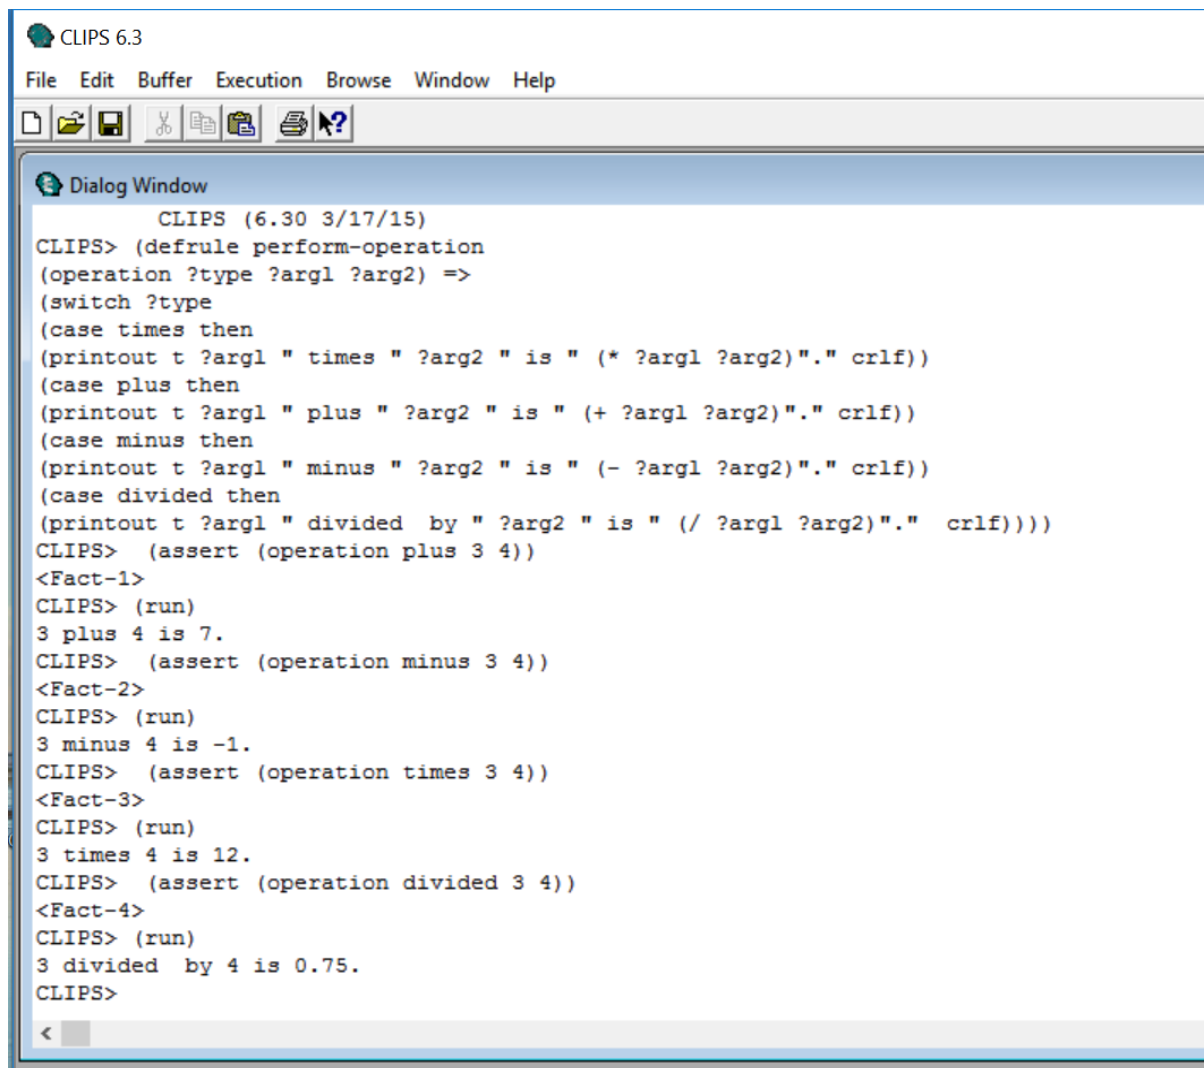 CLIPS 6.3
File Edit Buffer Execution Browse Window Help
Dialog Window
CLIPS (6.30 3/17/15)
CLIPS> (defrule perform-operation
(operation ?type ?arg1 ?arg2) =>
(switch ?type
(case times then
(printout t ?arg1 " times " ?arg2 " is " (* ?arg1 ?arg2)"." crlf))
(case plus then
(printout t ?arg1 " plus " ?arg2 " is " (+ ?arg1 ?arg2)"." crlf))
(case minus then
(printout t ?arg1 " minus " ?arg2 " is " (- ?arg1 ?arg2)"." crlf))
(case divided then
(printout t ?arg1 " divided  by " ?arg2 " is " (/ ?arg1 ?arg2)"."  crlf))))
CLIPS>  (assert (operation plus 3 4))
<Fact-1>
CLIPS> (run)
3 plus 4 is 7.
CLIPS>  (assert (operation minus 3 4))
<Fact-2>
CLIPS> (run)
3 minus 4 is -1.
CLIPS>  (assert (operation times 3 4))
<Fact-3>
CLIPS> (run)
3 times 4 is 12.
CLIPS>  (assert (operation divided 3 4))
<Fact-4>
CLIPS> (run)
3 divided  by 4 is 0.75.
CLIPS>